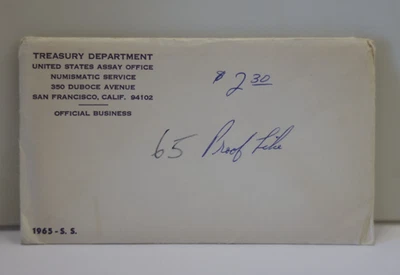 TREASURY DEPARTMENT
UNITED STATES ASSAY OFFICE
NUMISMATIC SERVICE
350 DUBOCE AVENUE
SAN FRANCISCO, CALIF. 94102
OFFICIAL BUSINESS
$ 2.30
65 Proof Like
1965 - S. S.